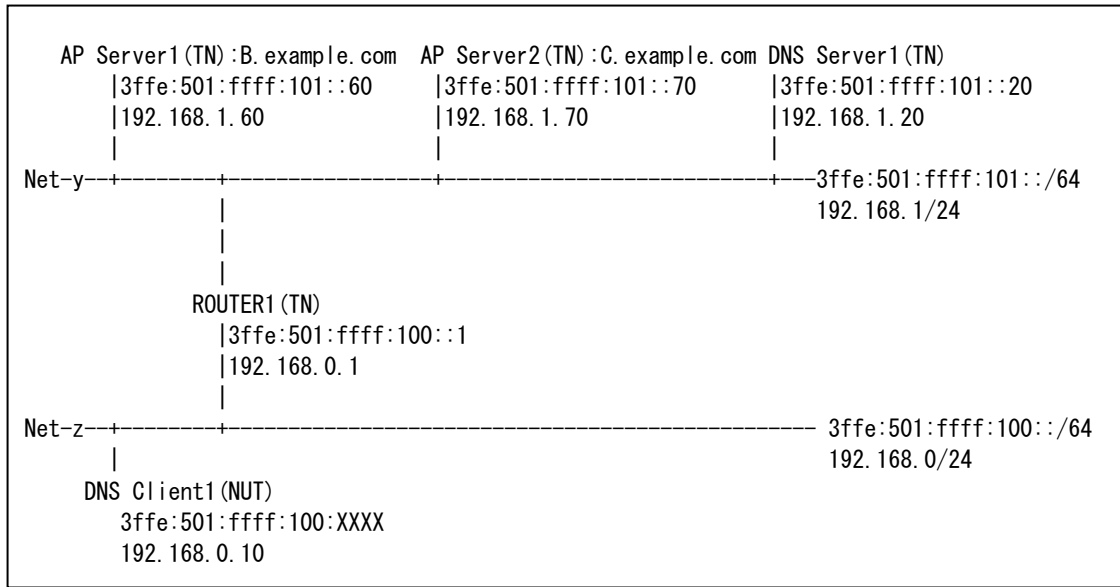 AP Server1(TN):B.example.com AP Server2(TN):C.example.com DNS Server1(TN)
|3ffe:501:ffff:101::60 |3ffe:501:ffff:101::70 |3ffe:501:ffff:101::20
|192.168.1.60 |192.168.1.70 |192.168.1.20
| | |
Net-y--+--------+----------------+-------------------------+---3ffe:501:ffff:101::/64
| 192.168.1/24
|
|
ROUTER1(TN)
|3ffe:501:ffff:100::1
|192.168.0.1
|
Net-z--+--------+--------------------------------------------- 3ffe:501:ffff:100::/64
| 192.168.0/24
DNS Client1(NUT)
3ffe:501:ffff:100:XXXX
192.168.0.10